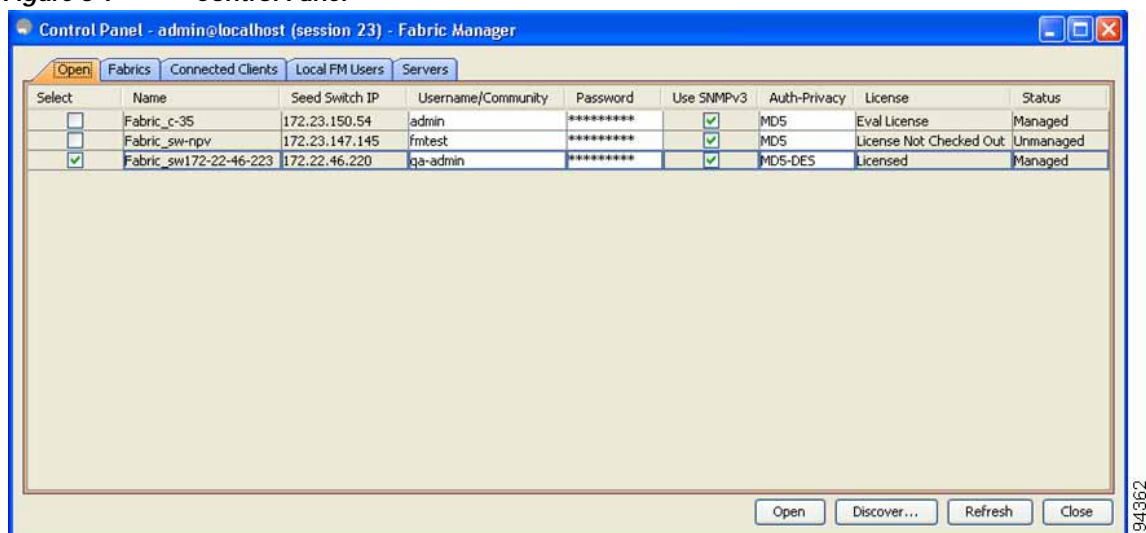 Control Panel - admin@localhost (session 23) - Fabric Manager
Open Fabrics Connected Clients Local FM Users Servers
Select Name Seed Switch IP Username/Community Password Use SNMPv3 Auth-Privacy License Status
Fabric_c-35 172.23.150.54 admin ********* MD5 Eval License Managed
Fabric_sw-npv 172.23.147.145 fmtest ********* MD5 License Not Checked Out Unmanaged
Fabric_sw172-22-46-223 172.22.46.220 qa-admin ********* MD5-DES Licensed Managed
Open Discover... Refresh Close
94362